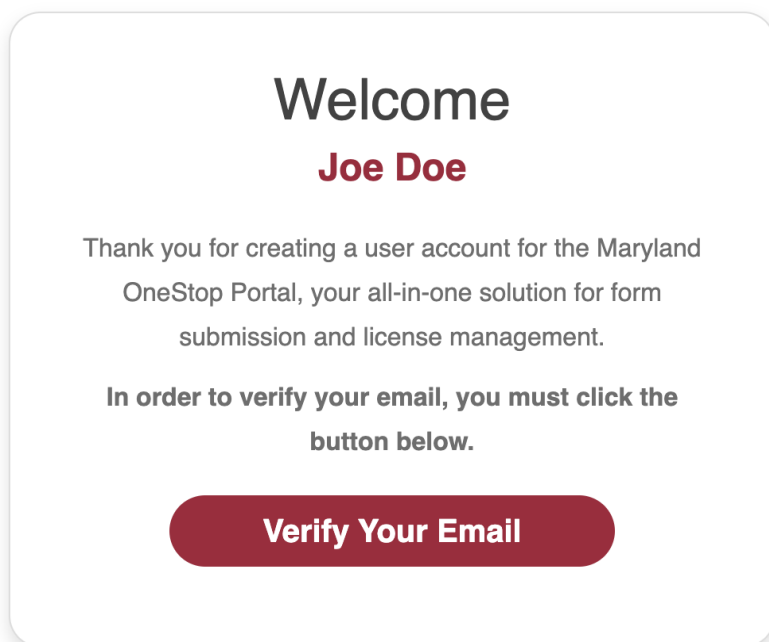 Welcome
Joe Doe
Thank you for creating a user account for the Maryland
OneStop Portal, your all-in-one solution for form
submission and license management.
In order to verify your email, you must click the
button below.
Verify Your Email